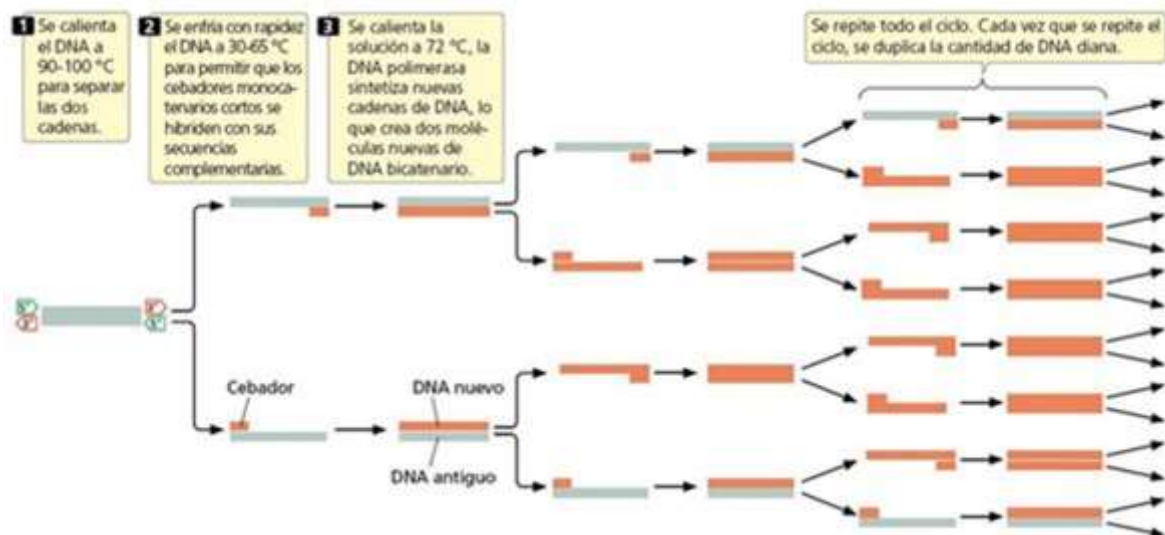 1 Se calienta
el DNA a
90-100 °C
para separar
las dos
cadenas.
2 Se enfría con rapidez
el DNA a 30-65 °C
para permitir que los
cebadores monoca-
tenarios cortos se
hibriden con sus
secuencias
complementarias.
3 Se calienta la
solución a 72 °C, la
DNA polimerasa
sintetiza nuevas
cadenas de DNA, lo
que crea dos molé-
culas nuevas de
DNA bicatenario.
Se repite todo el ciclo. Cada vez que se repite el
ciclo, se duplica la cantidad de DNA diana.
5' 3'
3' 5'
Cebador
DNA nuevo
DNA antiguo